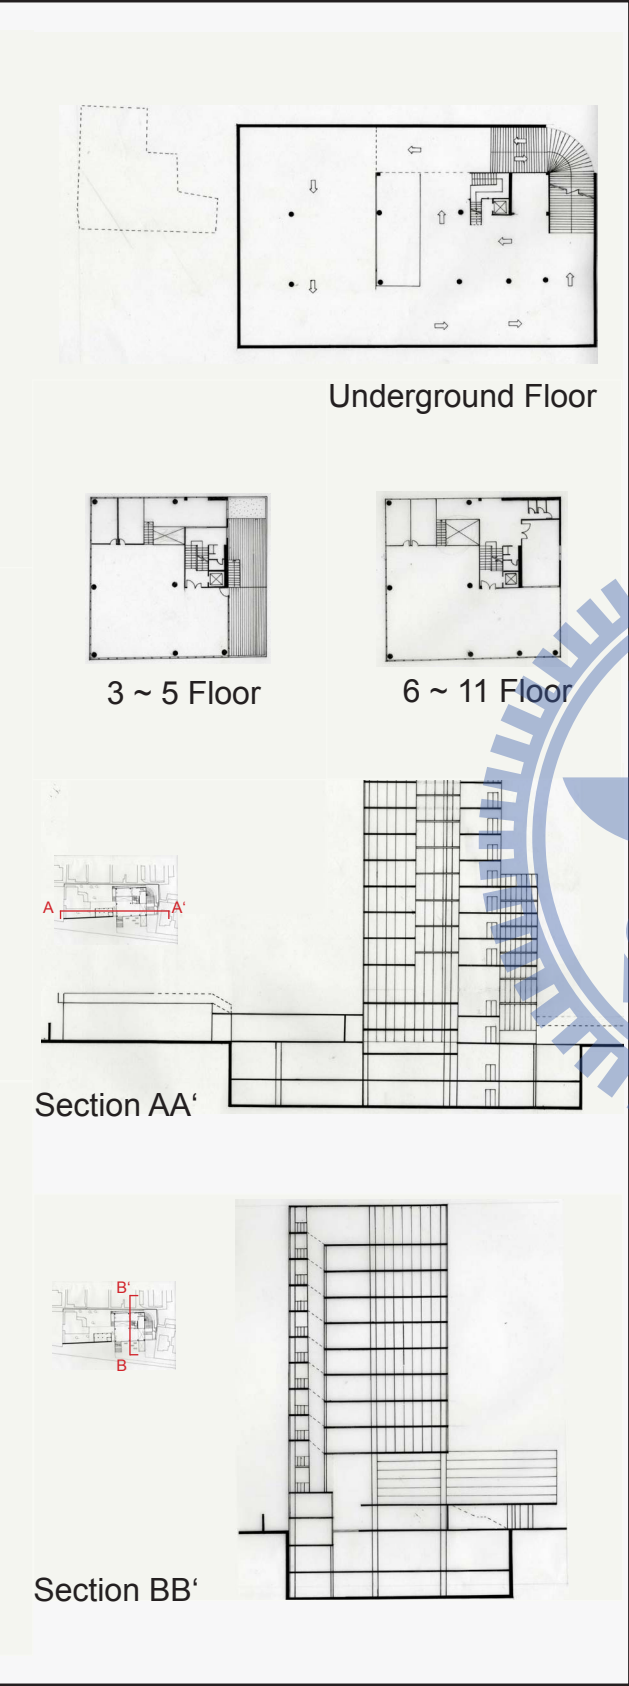 Underground Floor
3 ~ 5 Floor
6 ~ 11 Floor
A A‘
Section AA‘
B‘
B
Section BB‘